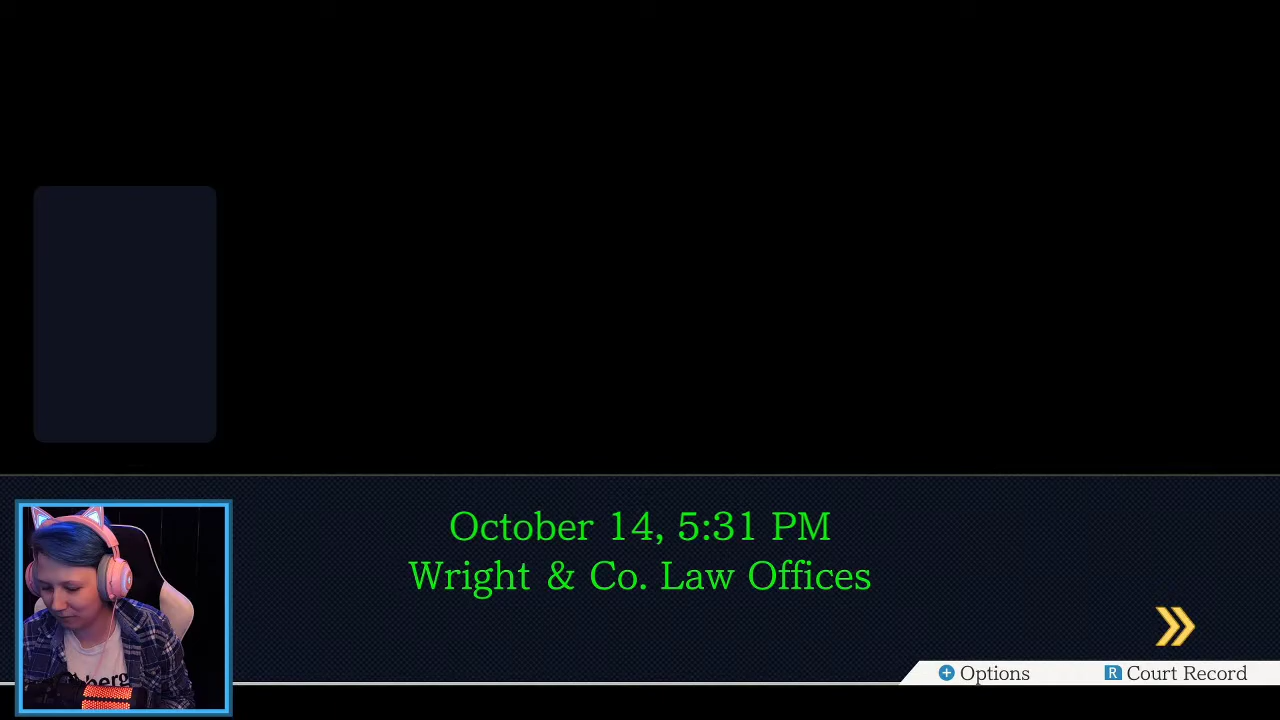 October 14, 5:31 PM
Wright & Co. Law Offices
+ Options
R Court Record